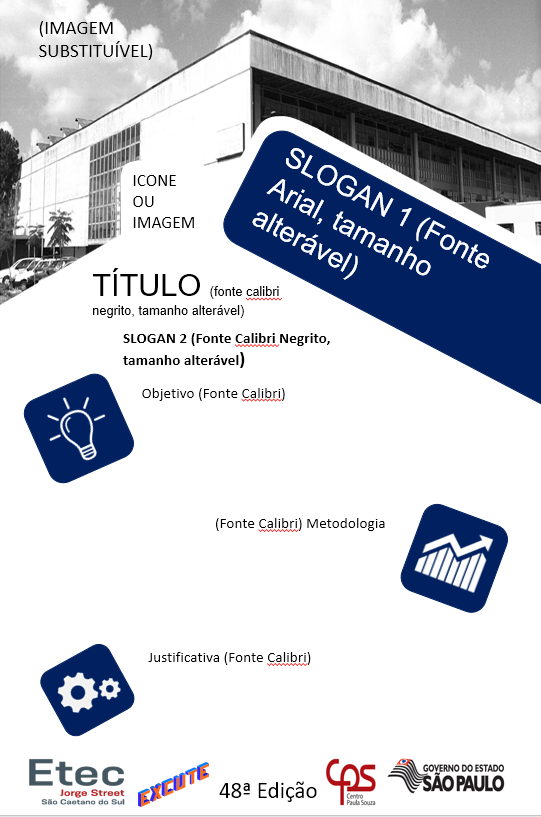 (IMAGEM
SUBSTITUÍVEL)
SLOGAN 1 (Fonte
Arial, tamanho
alterável)
ICONE
OU
IMAGEM
TÍTULO (fonte calibri
negrito, tamanho alterável)
SLOGAN 2 (Fonte Calibri Negrito,
tamanho alterável)
Objetivo (Fonte Calibri)
(Fonte Calibri) Metodologia
Justificativa (Fonte Calibri)
Etec
Jorge Street
São Caetano do Sul
EXCUTE
48ª Edição
CPS
Centro
Paula Souza
GOVERNO DO ESTADO
SÃO PAULO